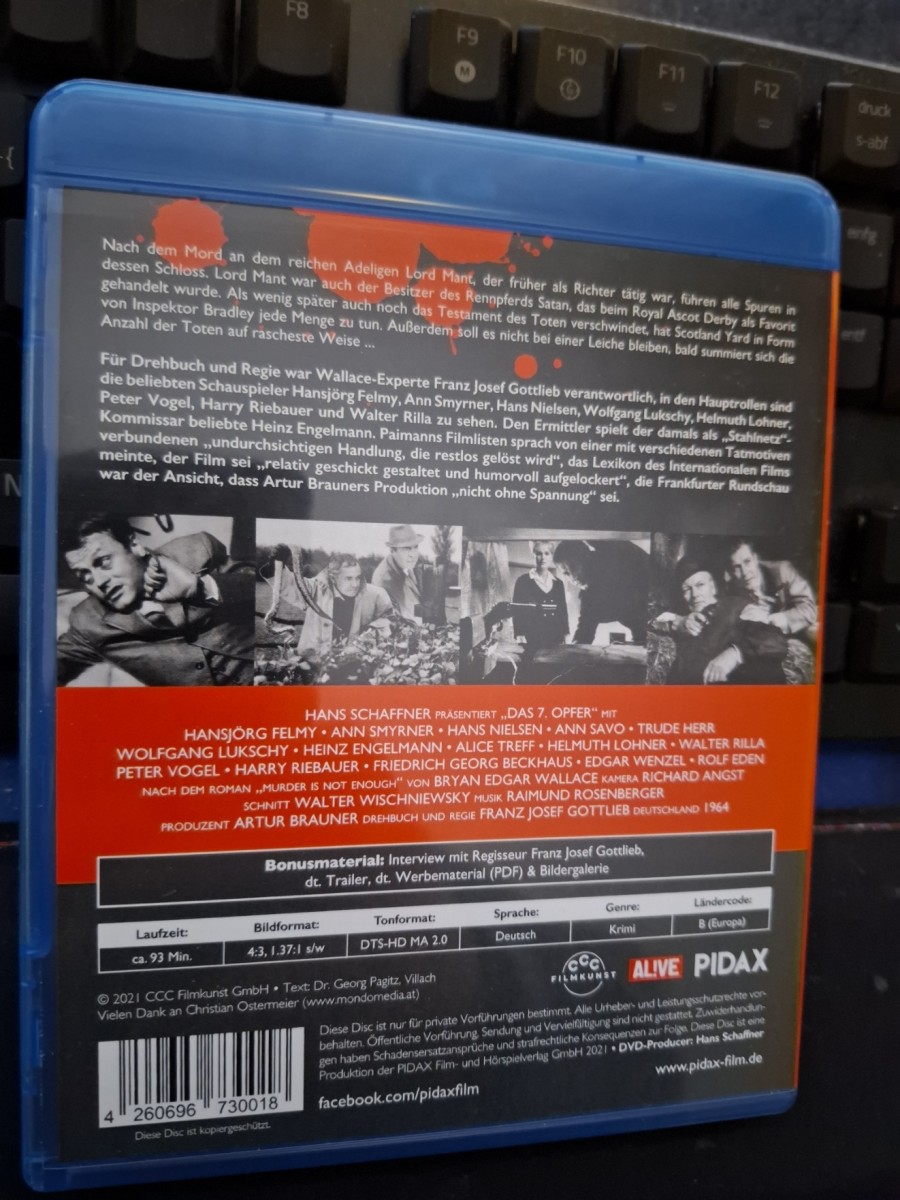 F8
F9
M
F10
F11
F12
druck
s-abf
einfg
entf
{
N
Nach dem Mord an dem reichen Adeligen Lord Mant, der früher als Richter tätig war, führen alle Spuren in
dessen Schloss. Lord Mant war auch der Besitzer des Rennpferds Satan, das beim Royal Ascot Derby als Favorit
gehandelt wurde. Als wenig später auch noch das Testament des Toten verschwindet, hat Scotland Yard in Form
von Inspektor Bradley jede Menge zu tun. Außerdem soll es nicht bei einer Leiche bleiben, bald summiert sich die
Anzahl der Toten auf rascheste Weise ...
Für Drehbuch und Regie war Wallace-Experte Franz Josef Gottlieb verantwortlich, in den Hauptrollen sind
die beliebten Schauspieler Hansjörg Felmy, Ann Smyrner, Hans Nielsen, Wolfgang Lukschy, Helmuth Lohner,
Peter Vogel, Harry Riebauer und Walter Rilla zu sehen. Den Ermittler spielt der damals als „Stahlnetz“-
Kommissar beliebte Heinz Engelmann. Paimanns Filmlisten sprach von einer mit verschiedenen Tatmotiven
verbundenen „undurchsichtigen Handlung, die restlos gelöst wird“, das Lexikon des Internationalen Films
meinte, der Film sei „relativ geschickt gestaltet und humorvoll aufgelockert“, die Frankfurter Rundschau
war der Ansicht, dass Artur Brauners Produktion „nicht ohne Spannung“ sei.
HANS SCHAFFNER PRÄSENTIERT „DAS 7. OPFER“ MIT
HANSJÖRG FELMY • ANN SMYRNER • HANS NIELSEN • ANN SAVO • TRUDE HERR
WOLFGANG LUKSCHY • HEINZ ENGELMANN • ALICE TREFF • HELMUTH LOHNER • WALTER RILLA
PETER VOGEL • HARRY RIEBAUER • FRIEDRICH GEORG BECKHAUS • EDGAR WENZEL • ROLF EDEN
NACH DEM ROMAN „MURDER IS NOT ENOUGH“ VON BRYAN EDGAR WALLACE KAMERA RICHARD ANGST
SCHNITT WALTER WISCHNIEWSKY MUSIK RAIMUND ROSENBERGER
PRODUZENT ARTUR BRAUNER DREHBUCH UND REGIE FRANZ JOSEF GOTTLIEB DEUTSCHLAND 1964
Bonusmaterial: Interview mit Regisseur Franz Josef Gottlieb,
dt. Trailer, dt. Werbematerial (PDF) & Bildergalerie
Laufzeit: Bildformat: Tonformat: Sprache: Genre: Ländercode:
ca. 93 Min. 4:3, 1.37:1 s/w DTS-HD MA 2.0 Deutsch Krimi B (Europa)
CCC
FILMKUNST
AL!VE PIDAX
© 2021 CCC Filmkunst GmbH • Text: Dr. Georg Pagitz, Villach
Vielen Dank an Christian Ostermeier (www.mondomedia.at)
Diese Disc ist nur für private Vorführungen bestimmt. Alle Urheber- und Leistungsschutzrechte vor-
behalten. Öffentliche Vorführung, Sendung und Vervielfältigung sind nicht gestattet. Zuwiderhandlun-
gen haben Schadensersatzansprüche und strafrechtliche Konsequenzen zur Folge. Diese Disc ist eine
Produktion der PIDAX Film- und Hörspielverlag GmbH 2021 • DVD-Producer: Hans Schaffner
www.pidax-film.de
facebook.com/pidaxfilm
4 260696 730018
Diese Disc ist kopiergeschützt.